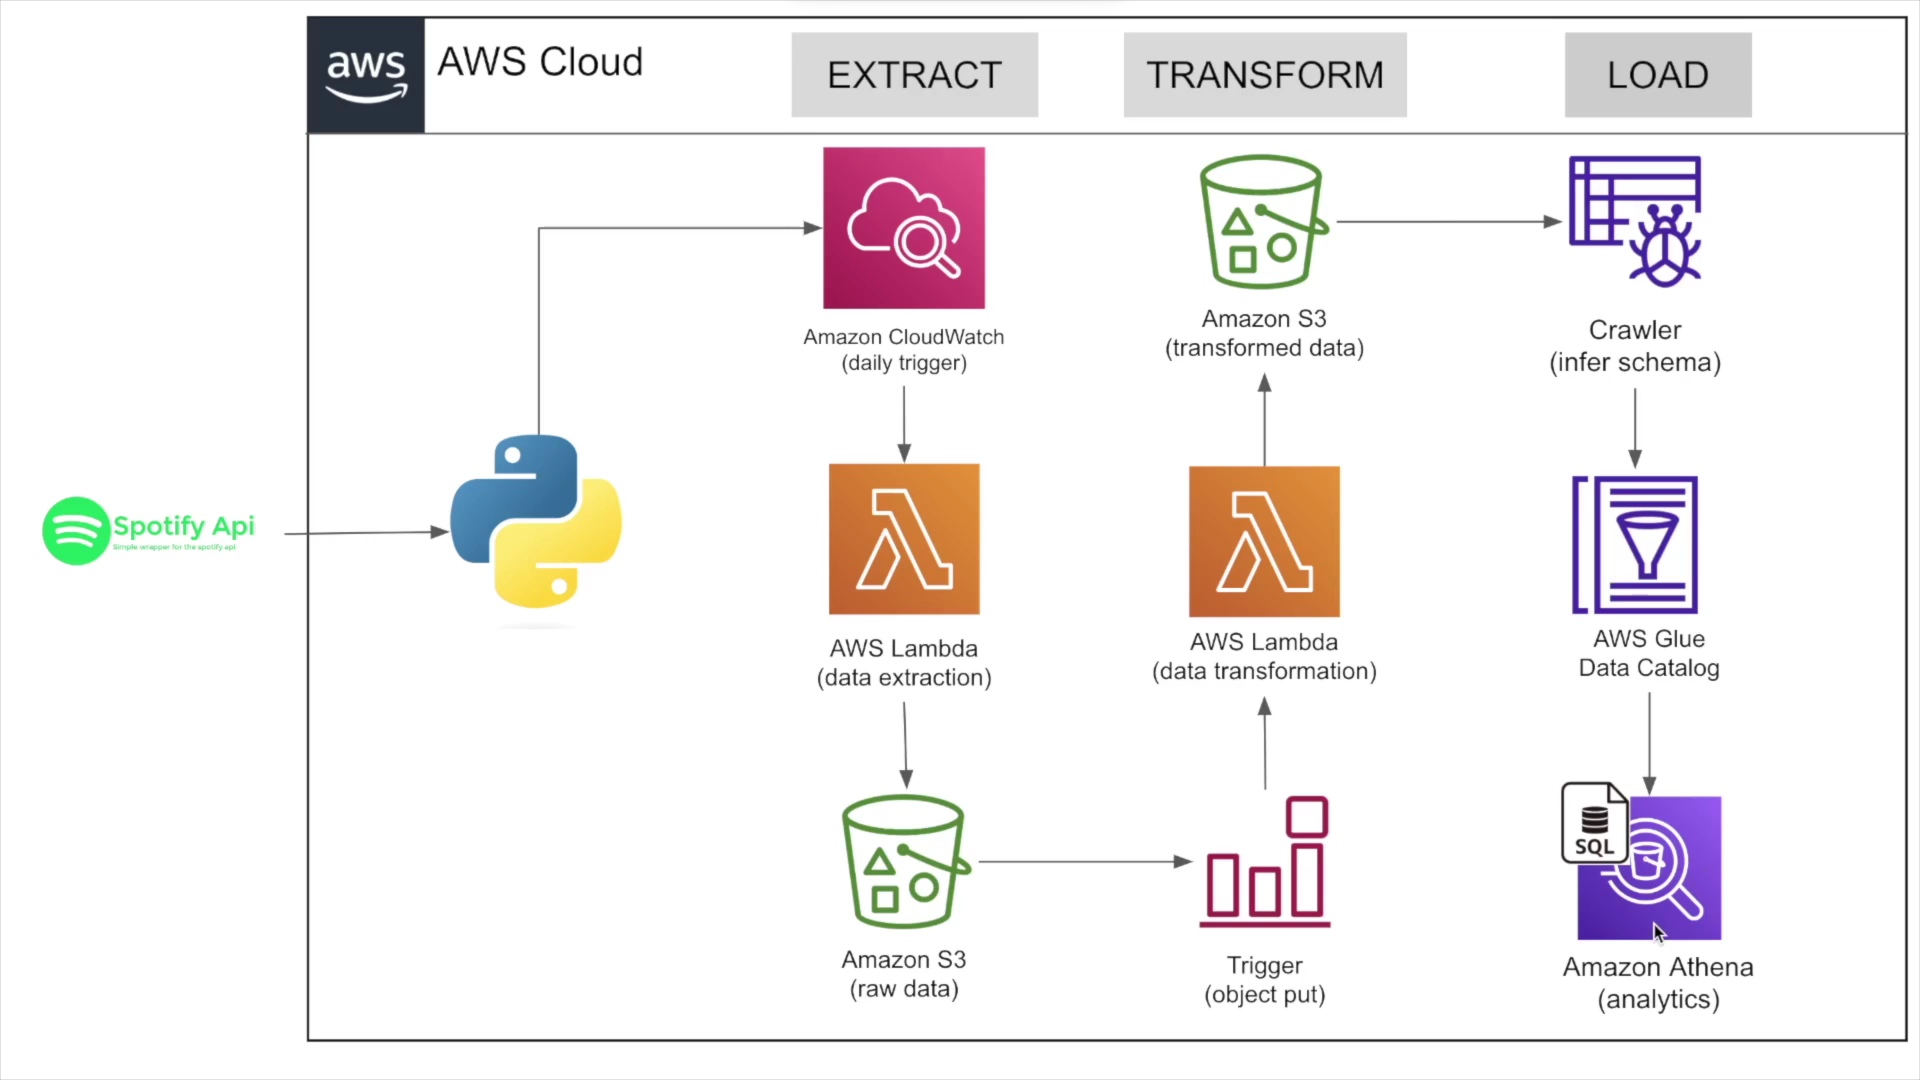 aws
AWS Cloud
EXTRACT
TRANSFORM
LOAD
Spotify Api
Simple wrapper for the spotify api
Amazon CloudWatch
(daily trigger)
AWS Lambda
(data extraction)
Amazon S3
(raw data)
Amazon S3
(transformed data)
AWS Lambda
(data transformation)
Trigger
(object put)
Crawler
(infer schema)
AWS Glue
Data Catalog
SQL
Amazon Athena
(analytics)